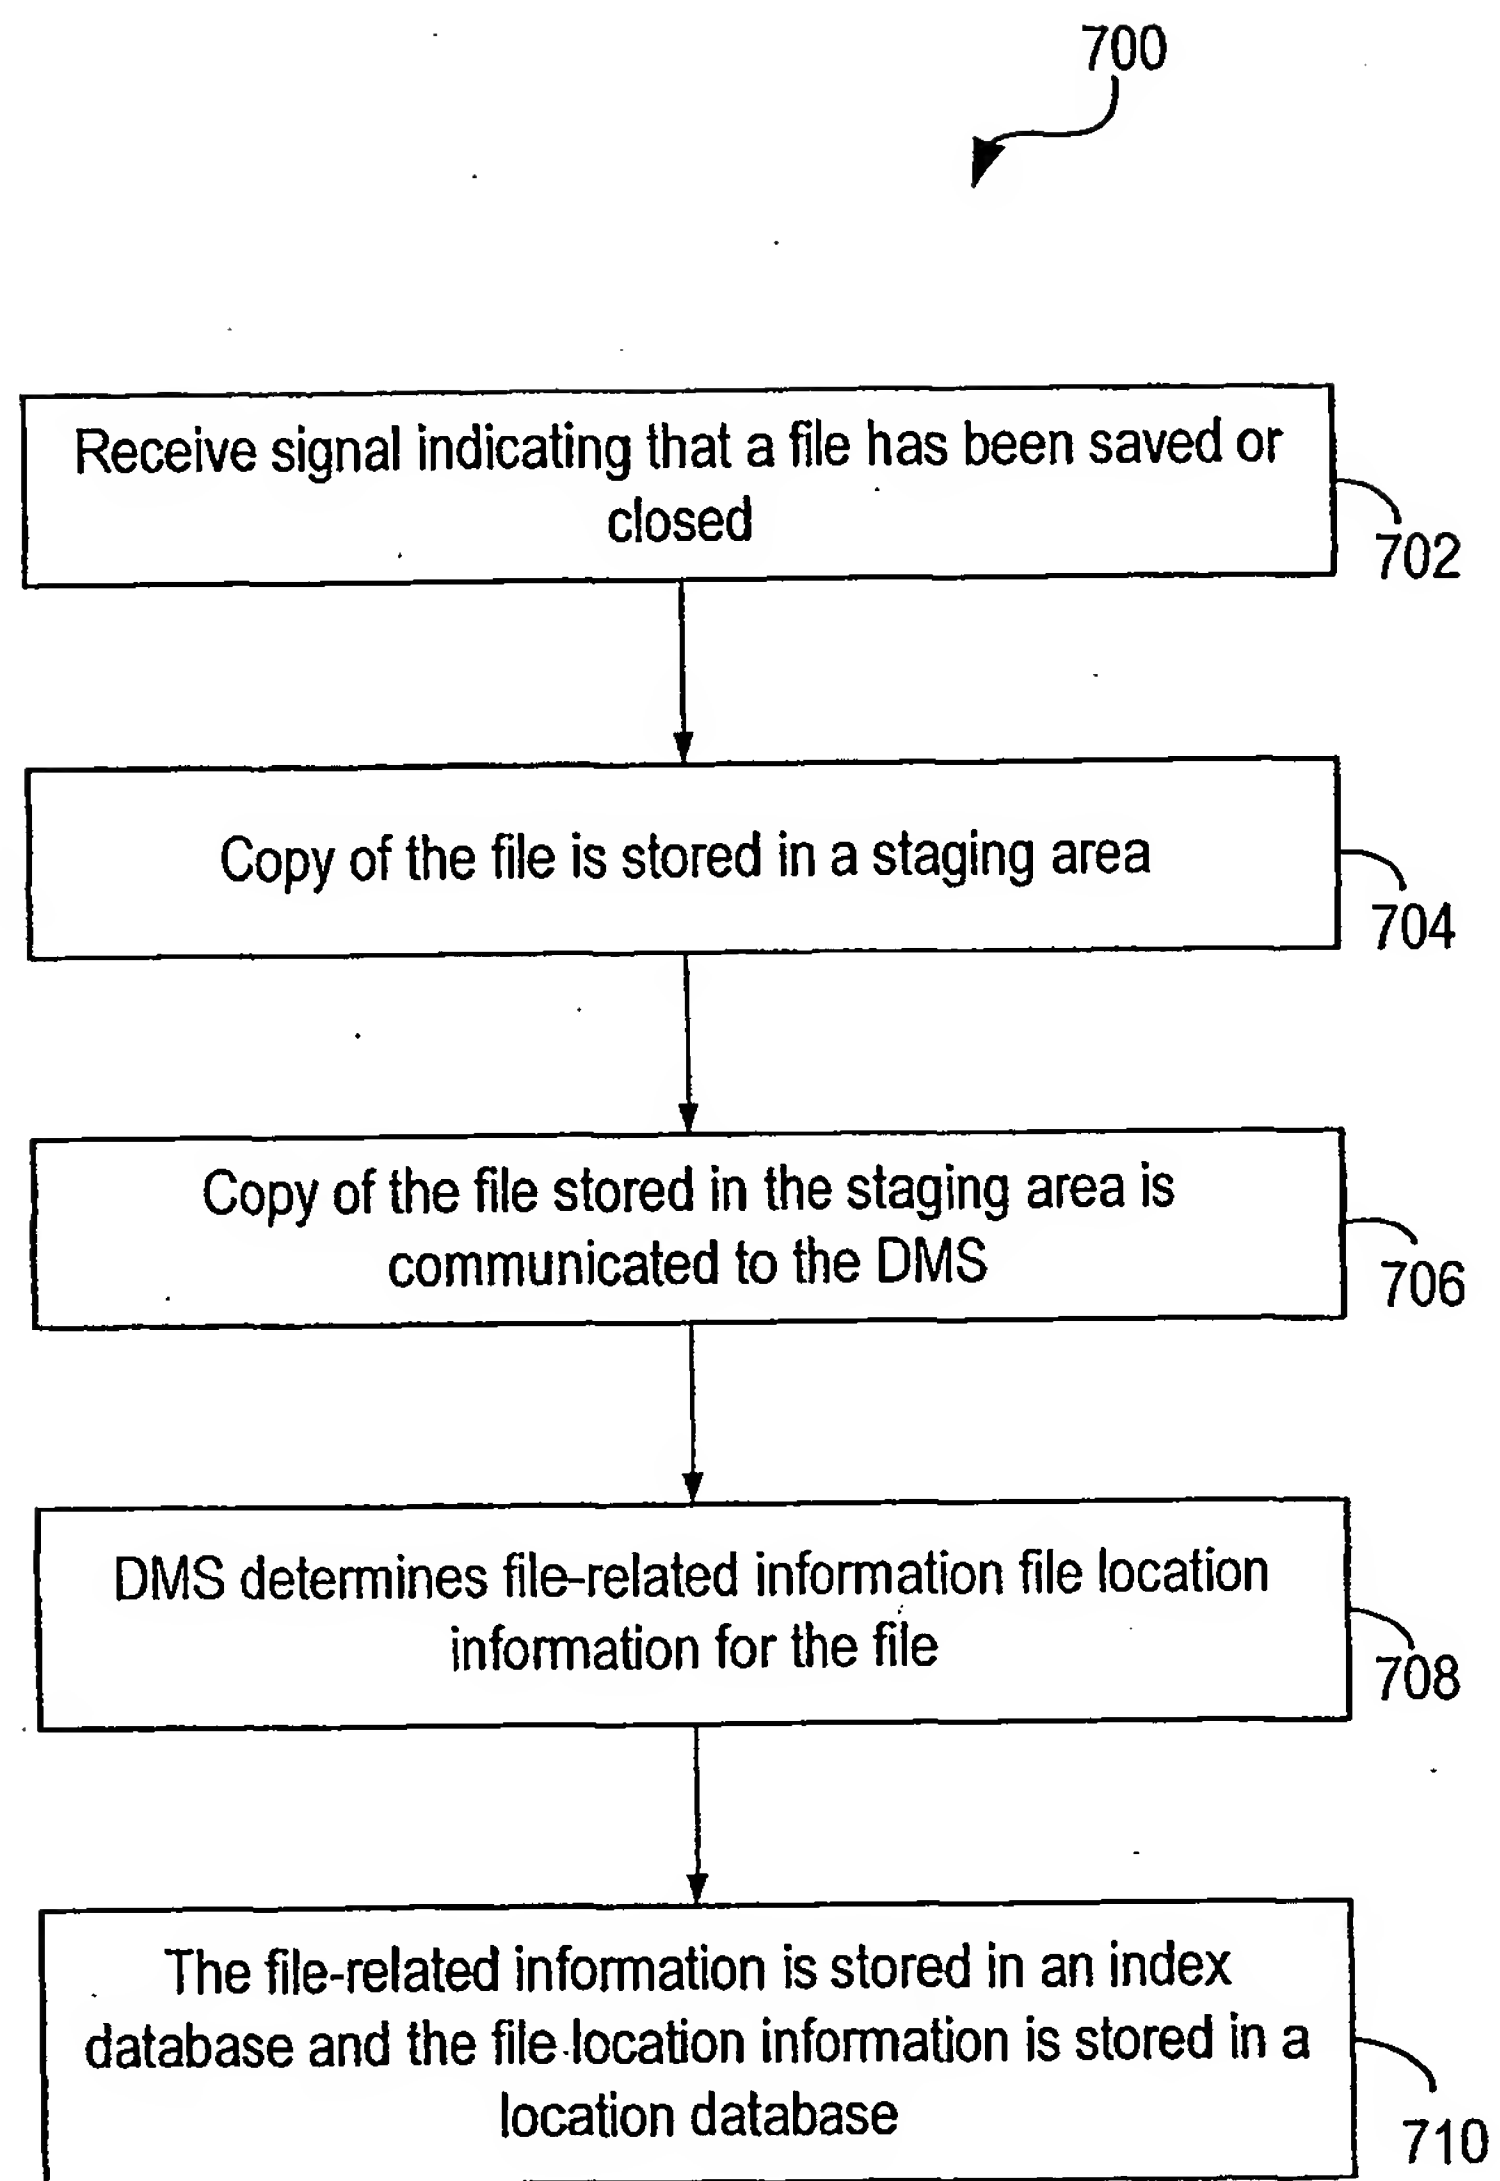 700
Receive signal indicating that a file has been saved or
closed
702
Copy of the file is stored in a staging area
704
Copy of the file stored in the staging area is
communicated to the DMS
706
DMS determines file-related information file location
information for the file
708
The file-related information is stored in an index
database and the file location information is stored in a
location database
710